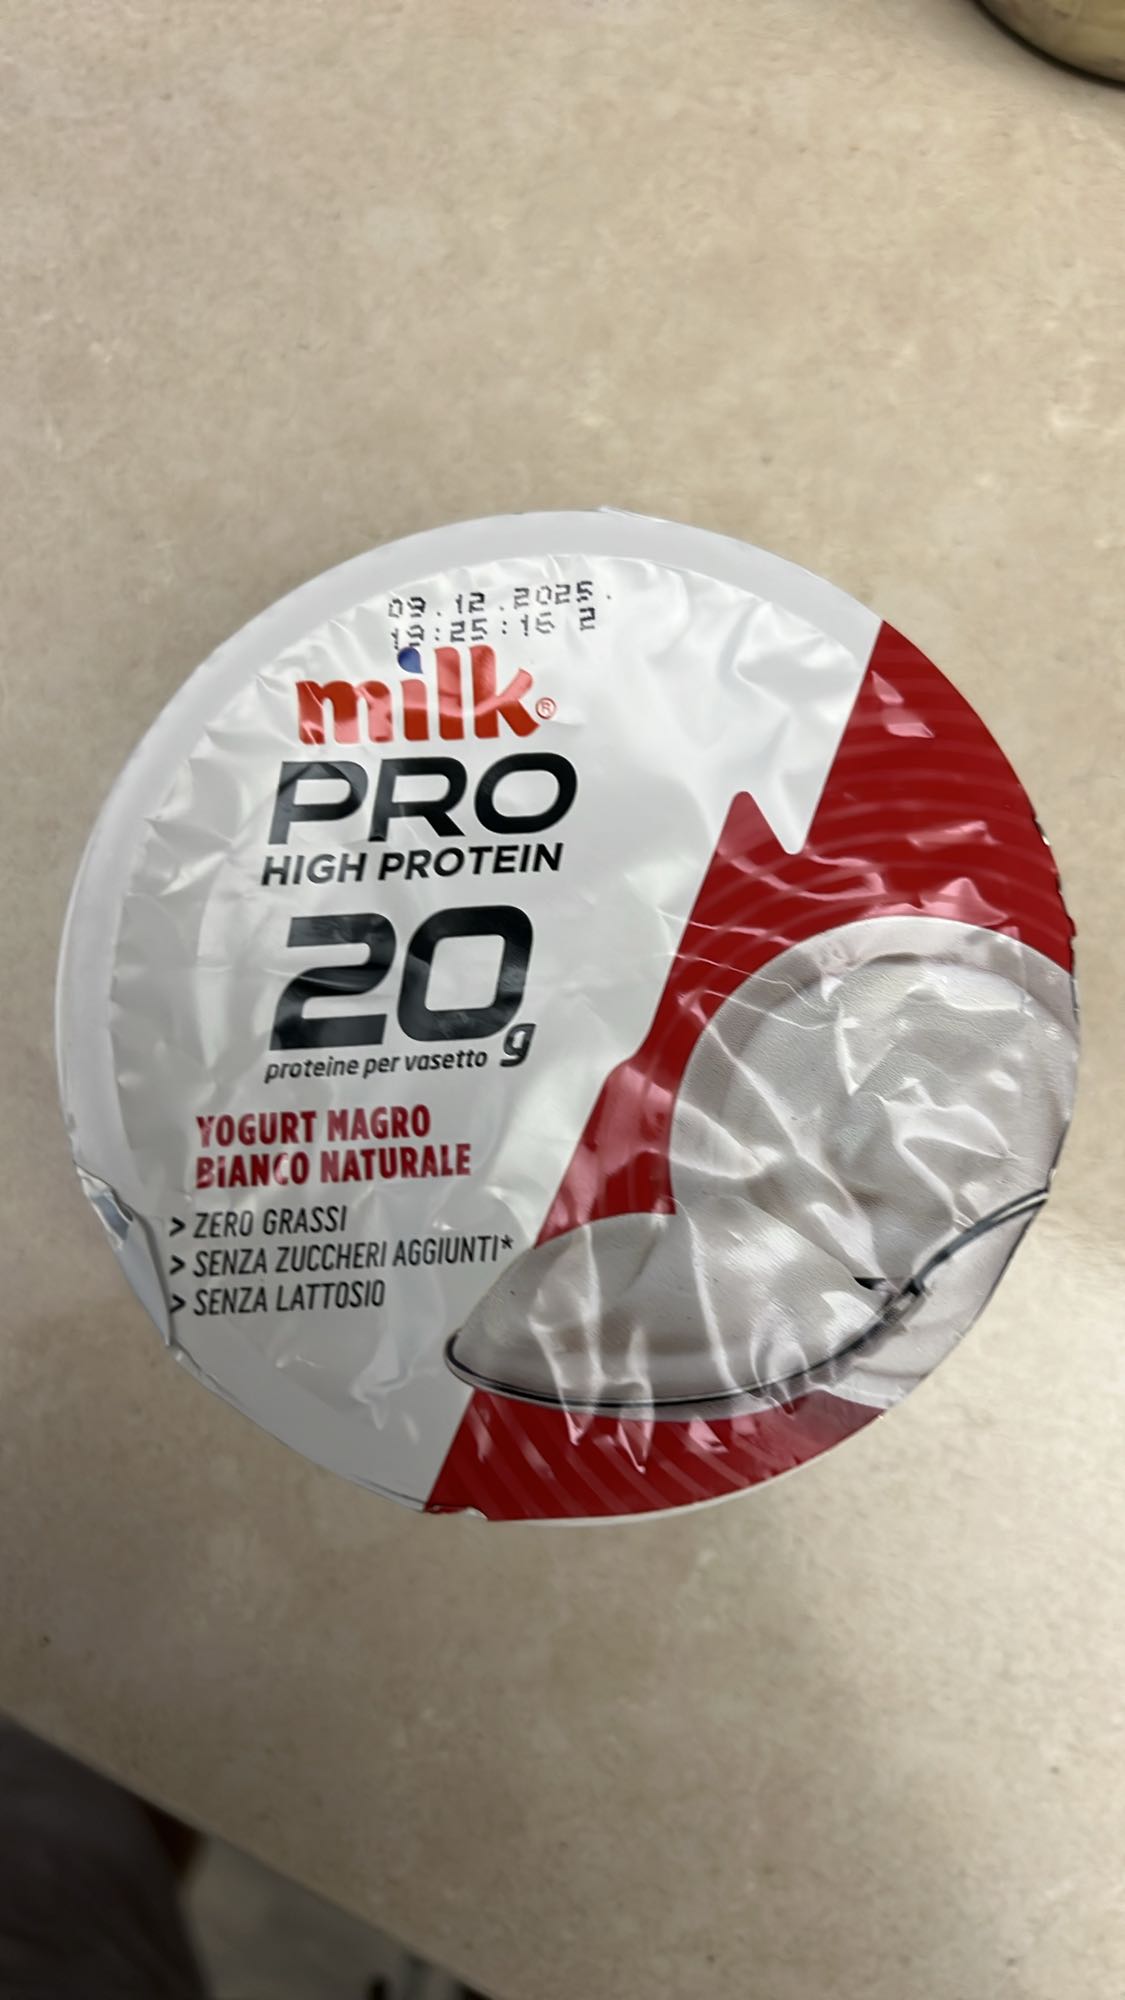 09.12.2025.
19:25:15 2
milk®
PRO
HIGH PROTEIN
20g
proteine per vasetto
YOGURT MAGRO
BIANCO NATURALE
> ZERO GRASSI
> SENZA ZUCCHERI AGGIUNTI*
> SENZA LATTOSIO